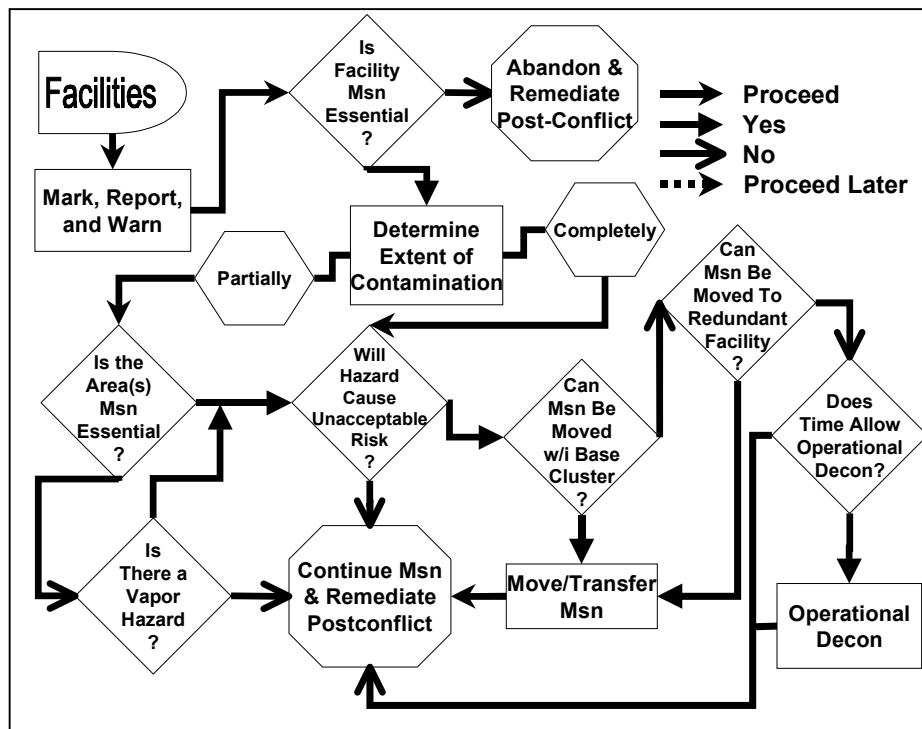 Facilities
Mark, Report,
and Warn
Is
Facility
Msn
Essential
?
Abandon &
Remediate
Post-Conflict
Proceed
Yes
No
Proceed Later
Determine
Extent of
Contamination
Completely
Partially
Can
Msn Be
Moved To
Redundant
Facility
?
Is the
Area(s)
Msn
Essential
?
Will
Hazard
Cause
Unacceptable
Risk
?
Can
Msn Be
Moved
w/i Base
Cluster
?
Does
Time Allow
Operational
Decon?
Is
There a
Vapor
Hazard
?
Continue Msn
& Remediate
Postconflict
Move/Transfer
Msn
Operational
Decon